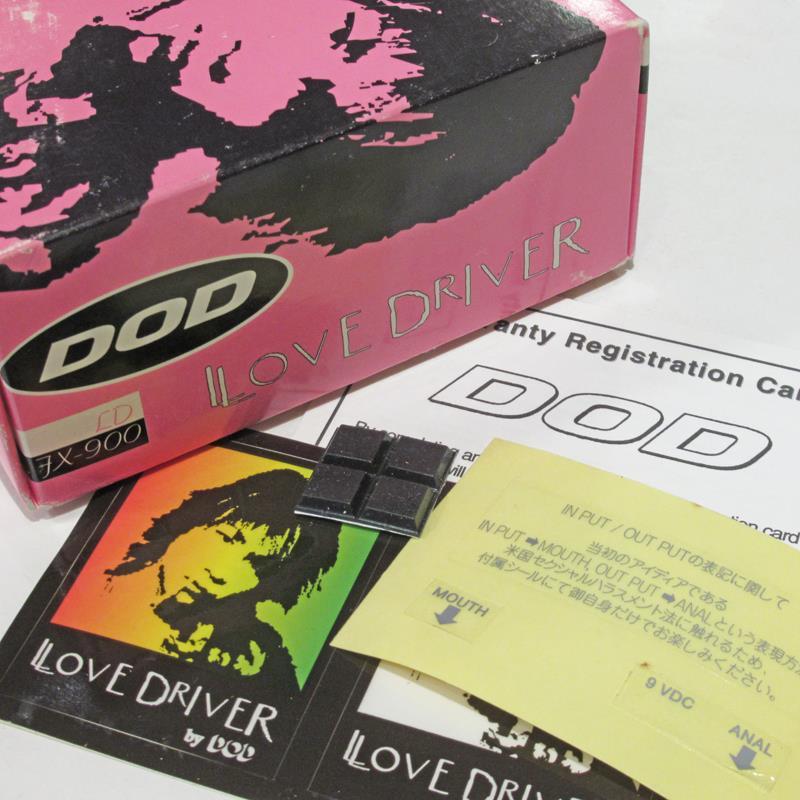 DOD
LOVE DRIVER
LD
FX-900
ranty Registration Ca
DOD
tion card
IN PUT / OUT PUTの表記に関して
当初のアイディアである
IN PUT ➡MOUTH, OUT PUT ➡ANALという表現方
米国セクシャルハラスメント法に触れるため、
付属シールにて御自身だけでお楽しみください。
MOUTH
9 VDC
ANAL
LOVE DRIVER
by DOD
LOVE DRIVER